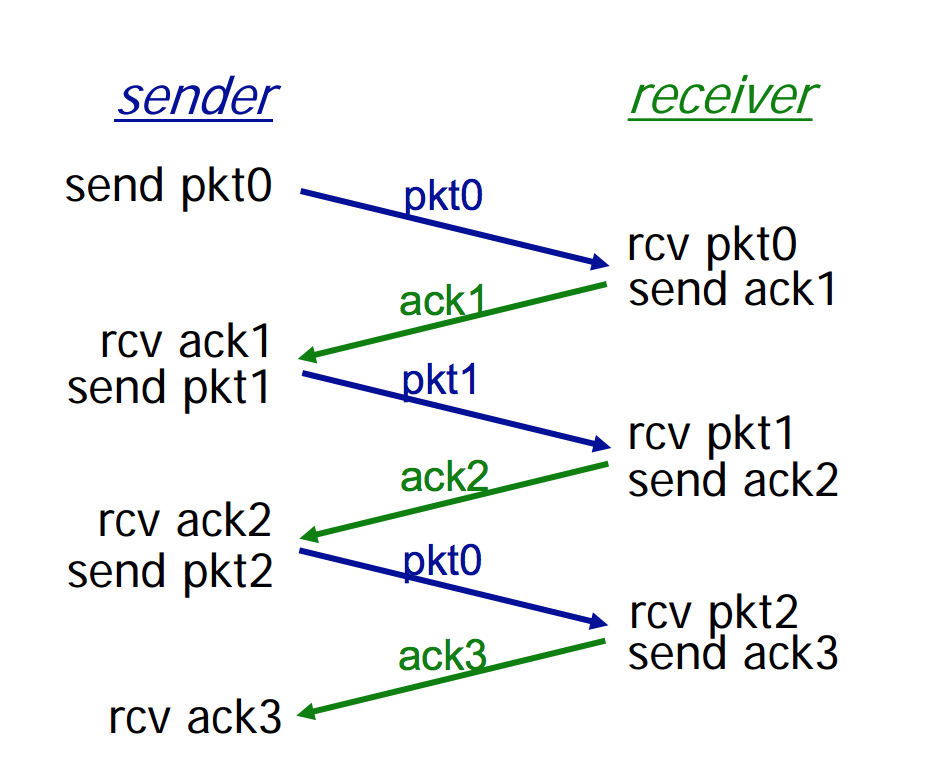 sender
receiver
send pkt0
pkt0
rcv pkt0
send ack1
ack1
rcv ack1
send pkt1
pkt1
rcv pkt1
send ack2
ack2
rcv ack2
send pkt2
pkt0
rcv pkt2
send ack3
ack3
rcv ack3